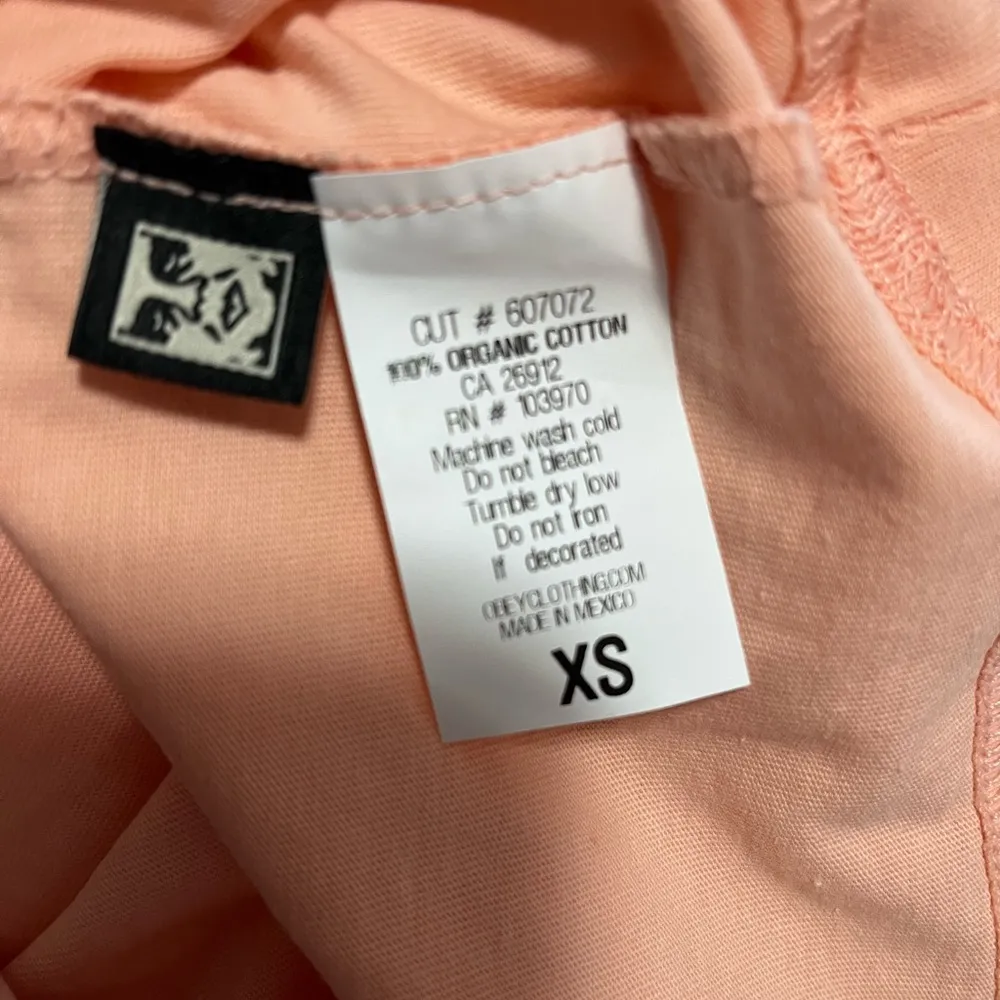 CUT # 607072
100% ORGANIC COTTON
CA 26912
RN # 103970
Machine wash cold
Do not bleach
Tumble dry low
Do not iron
If decorated
OBEYCLOTHING.COM
MADE IN MEXICO
XS